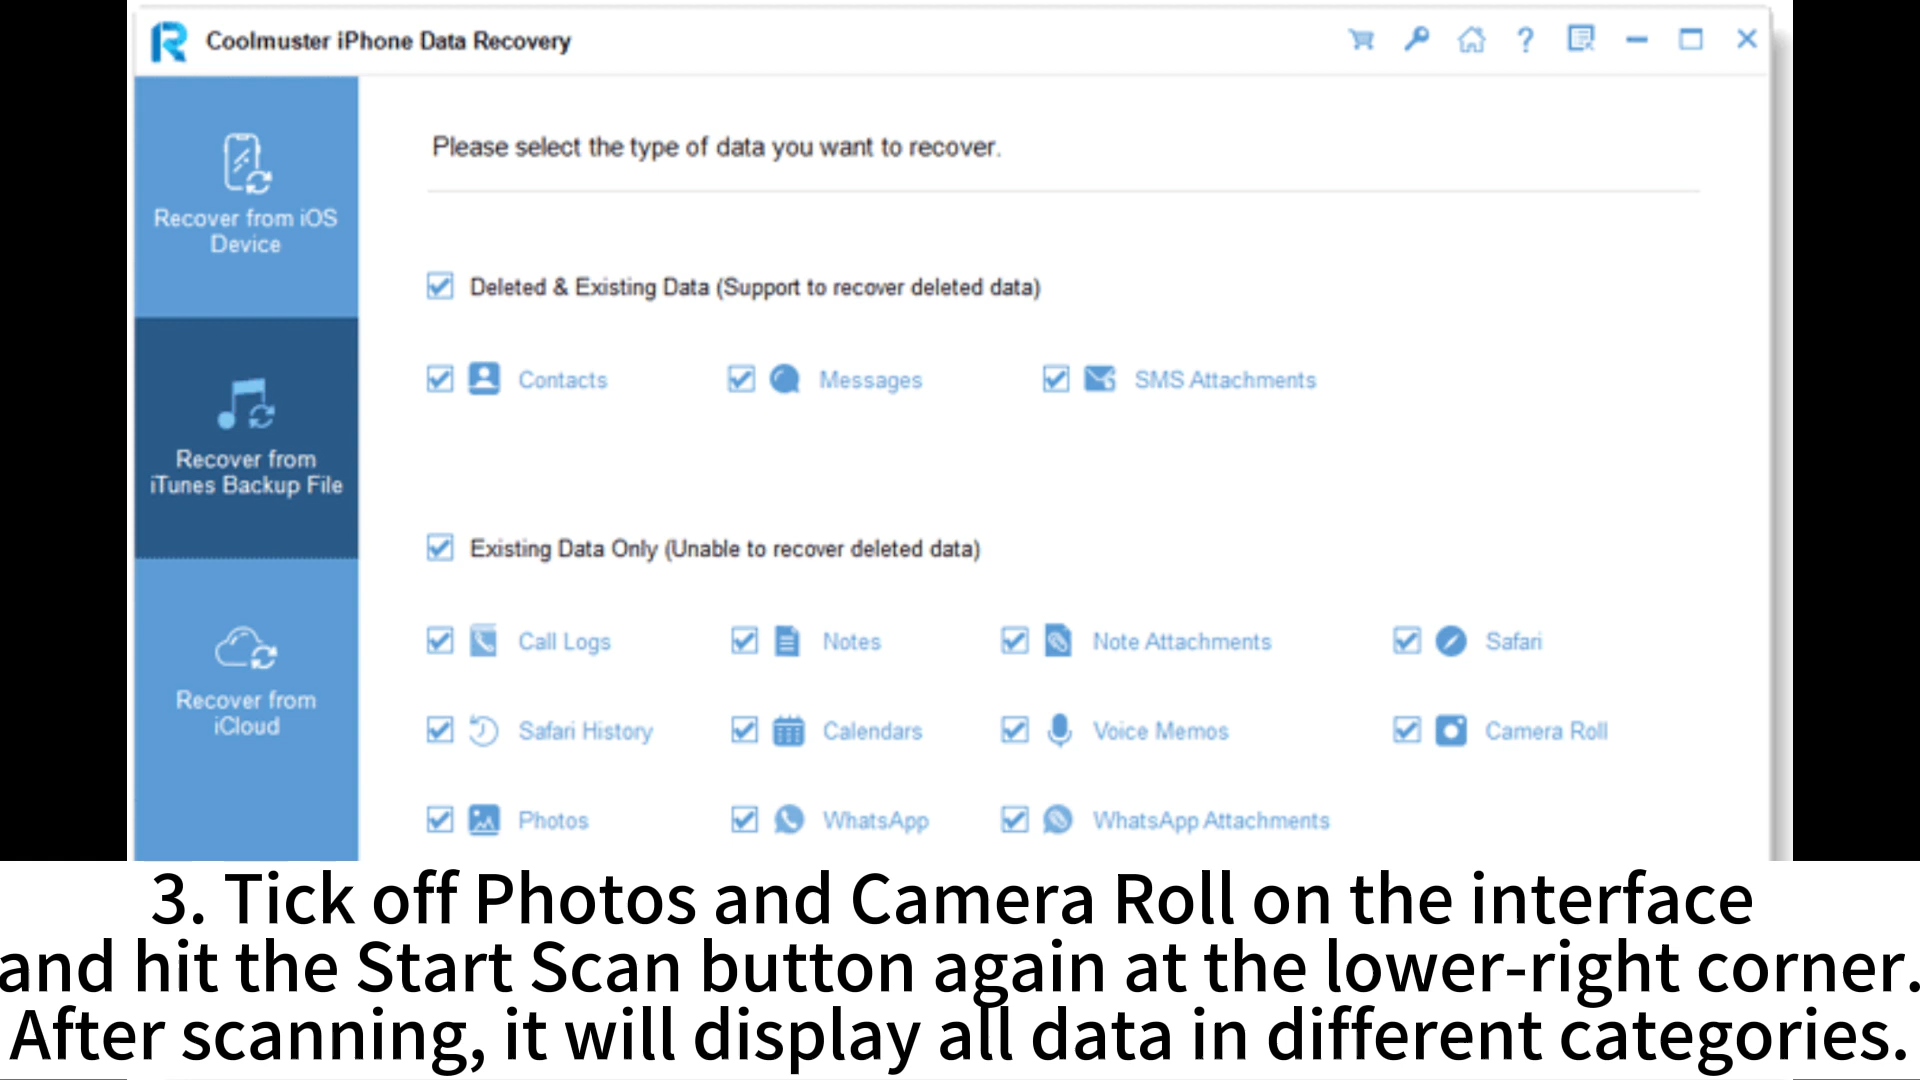 Coolmuster iPhone Data Recovery
Recover from iOS
Device
Recover from
iTunes Backup File
Recover from
iCloud
Please select the type of data you want to recover.
Deleted & Existing Data (Support to recover deleted data)
Contacts Messages SMS Attachments
Existing Data Only (Unable to recover deleted data)
Call Logs Notes Note Attachments Safari
Safari History Calendars Voice Memos Camera Roll
Photos WhatsApp WhatsApp Attachments
3. Tick off Photos and Camera Roll on the interface
and hit the Start Scan button again at the lower-right corner.
After scanning, it will display all data in different categories.